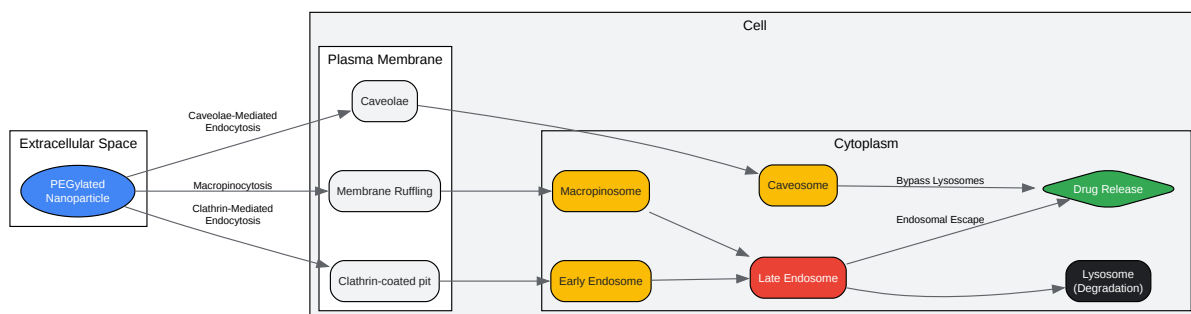 Cell
Plasma Membrane
Caveolae
Caveolae-Mediated
Endocytosis
Extracellular Space
Cytoplasm
PEGylated
Nanoparticle
Macropinocytosis
Membrane Ruffling
Macropinosome
Caveosome
Bypass Lysosomes
Drug Release
Clathrin-Mediated
Endocytosis
Endosomal Escape
Clathrin-coated pit
Early Endosome
Late Endosome
Lysosome
(Degradation)